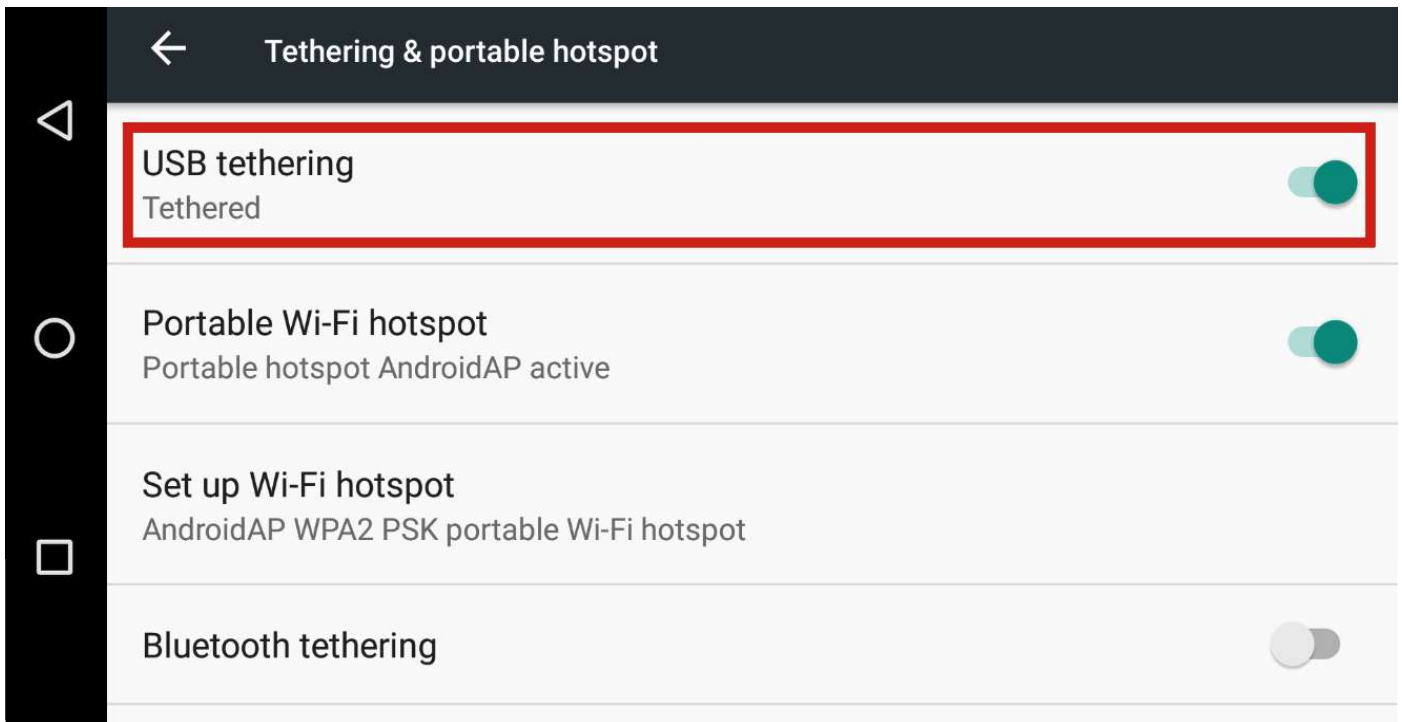 Tethering & portable hotspot
USB tethering
Tethered
Portable Wi-Fi hotspot
Portable hotspot AndroidAP active
Set up Wi-Fi hotspot
AndroidAP WPA2 PSK portable Wi-Fi hotspot
Bluetooth tethering